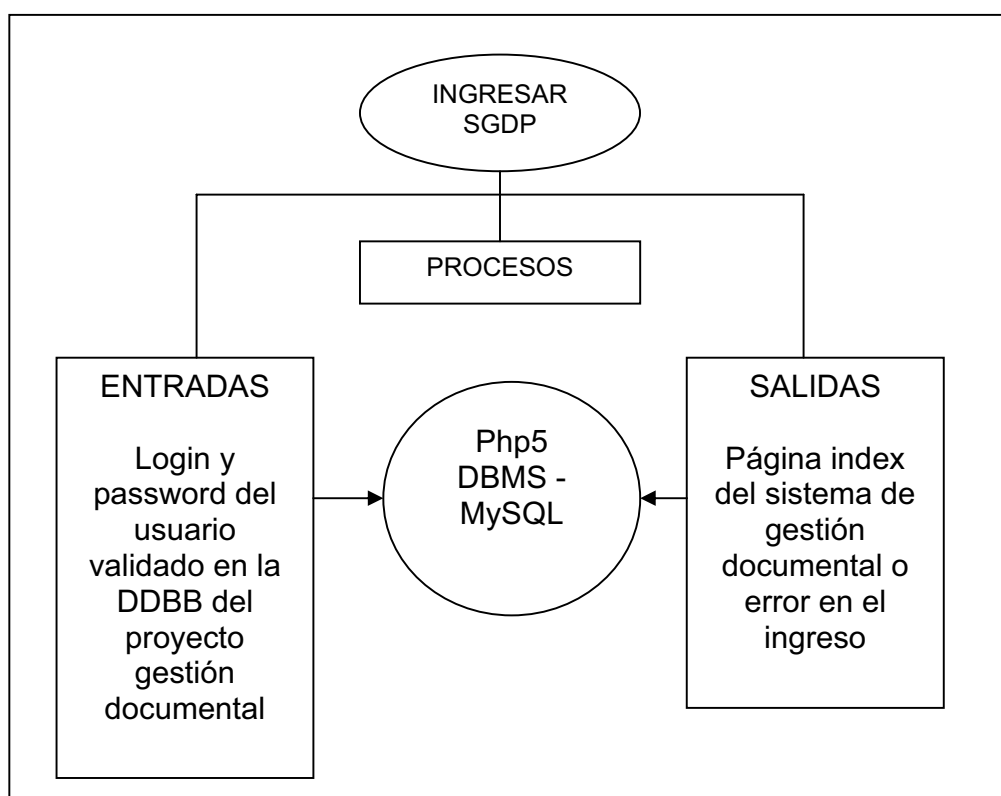 INGRESAR
SGDP
PROCESOS
ENTRADAS
Login y
password del
usuario
validado en la
DDBB del
proyecto
gestión
documental
Php5
DBMS -
MySQL
SALIDAS
Página index
del sistema de
gestión
documental o
error en el
ingreso